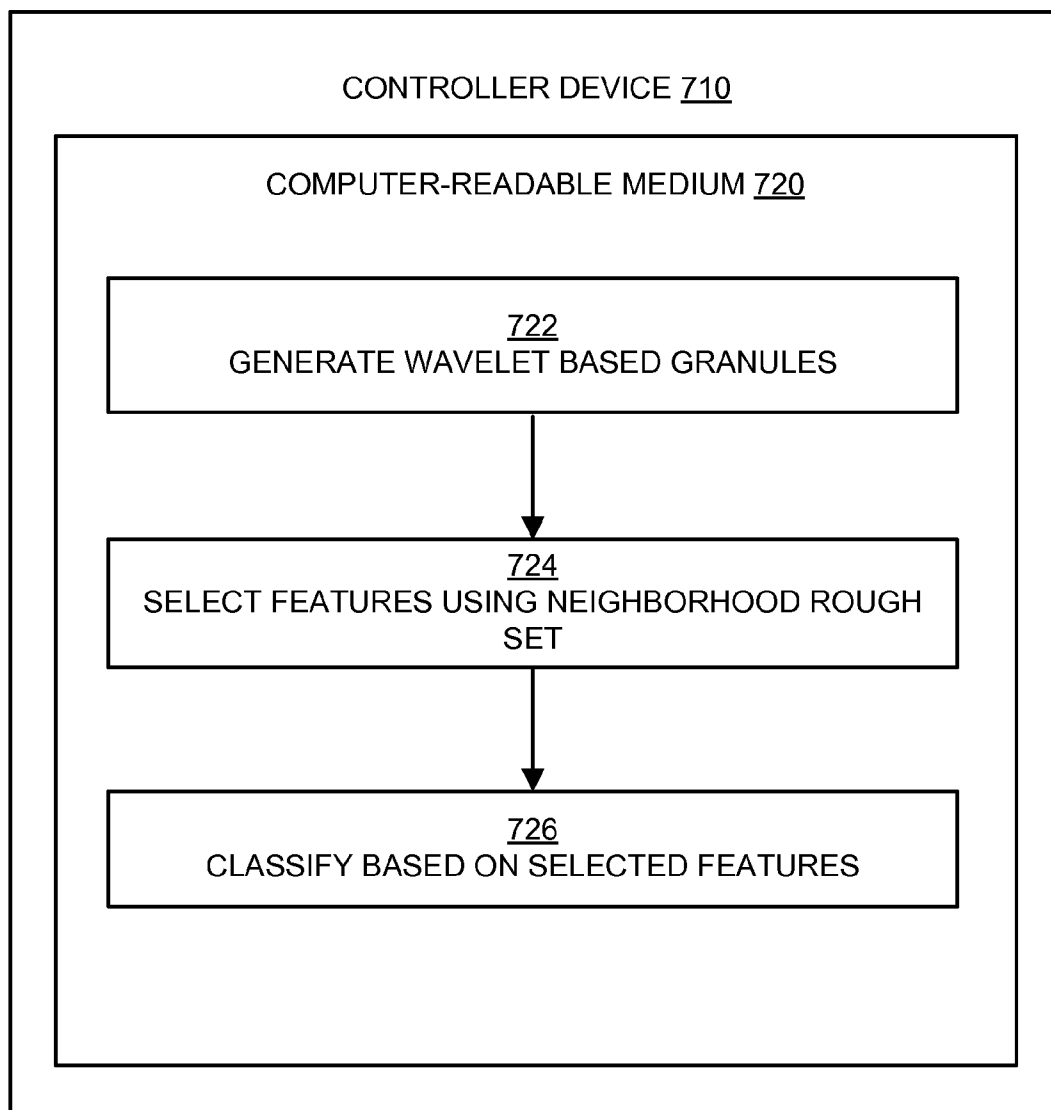 CONTROLLER DEVICE 710
COMPUTER-READABLE MEDIUM 720
722
GENERATE WAVELET BASED GRANULES
724
SELECT FEATURES USING NEIGHBORHOOD ROUGH
SET
726
CLASSIFY BASED ON SELECTED FEATURES